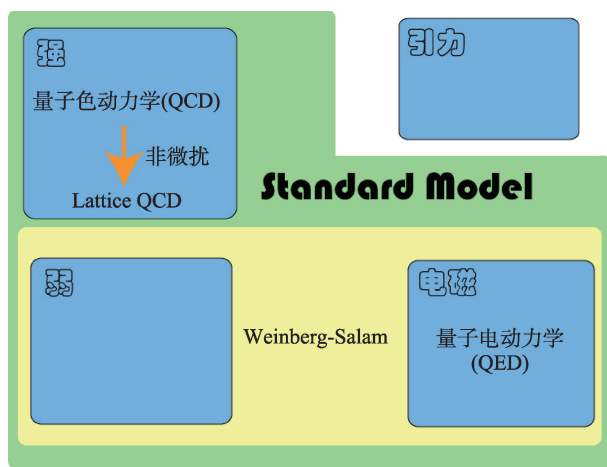 强
量子色动力学(QCD)
非微扰
Lattice QCD
引力
Standard Model
弱
Weinberg-Salam
电磁
量子电动力学
(QED)